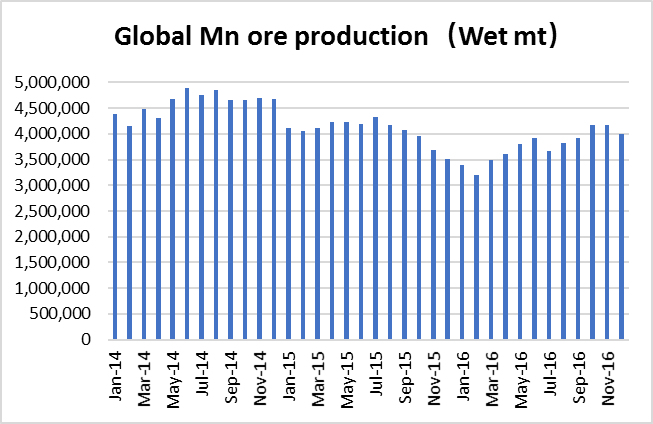 Global Mn ore production （Wet mt）
5,000,000
4,500,000
4,000,000
3,500,000
3,000,000
2,500,000
2,000,000
1,500,000
1,000,000
500,000
0
Jan-14
Mar-14
May-14
Jul-14
Sep-14
Nov-14
Jan-15
Mar-15
May-15
Jul-15
Sep-15
Nov-15
Jan-16
Mar-16
May-16
Jul-16
Sep-16
Nov-16